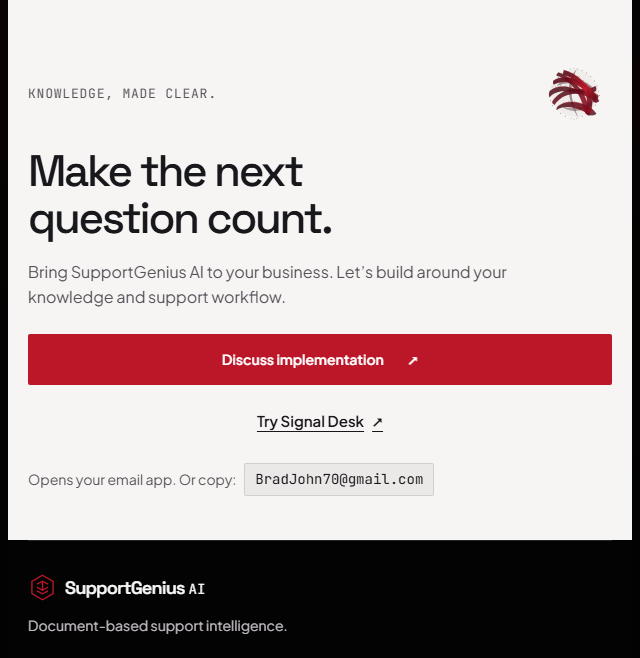 KNOWLEDGE, MADE CLEAR.
Make the next
question count.
Bring SupportGenius AI to your business. Let’s build around your
knowledge and support workflow.
Discuss implementation ↗
Try Signal Desk ↗
Opens your email app. Or copy: BradJohn70@gmail.com
SupportGenius AI
Document-based support intelligence.